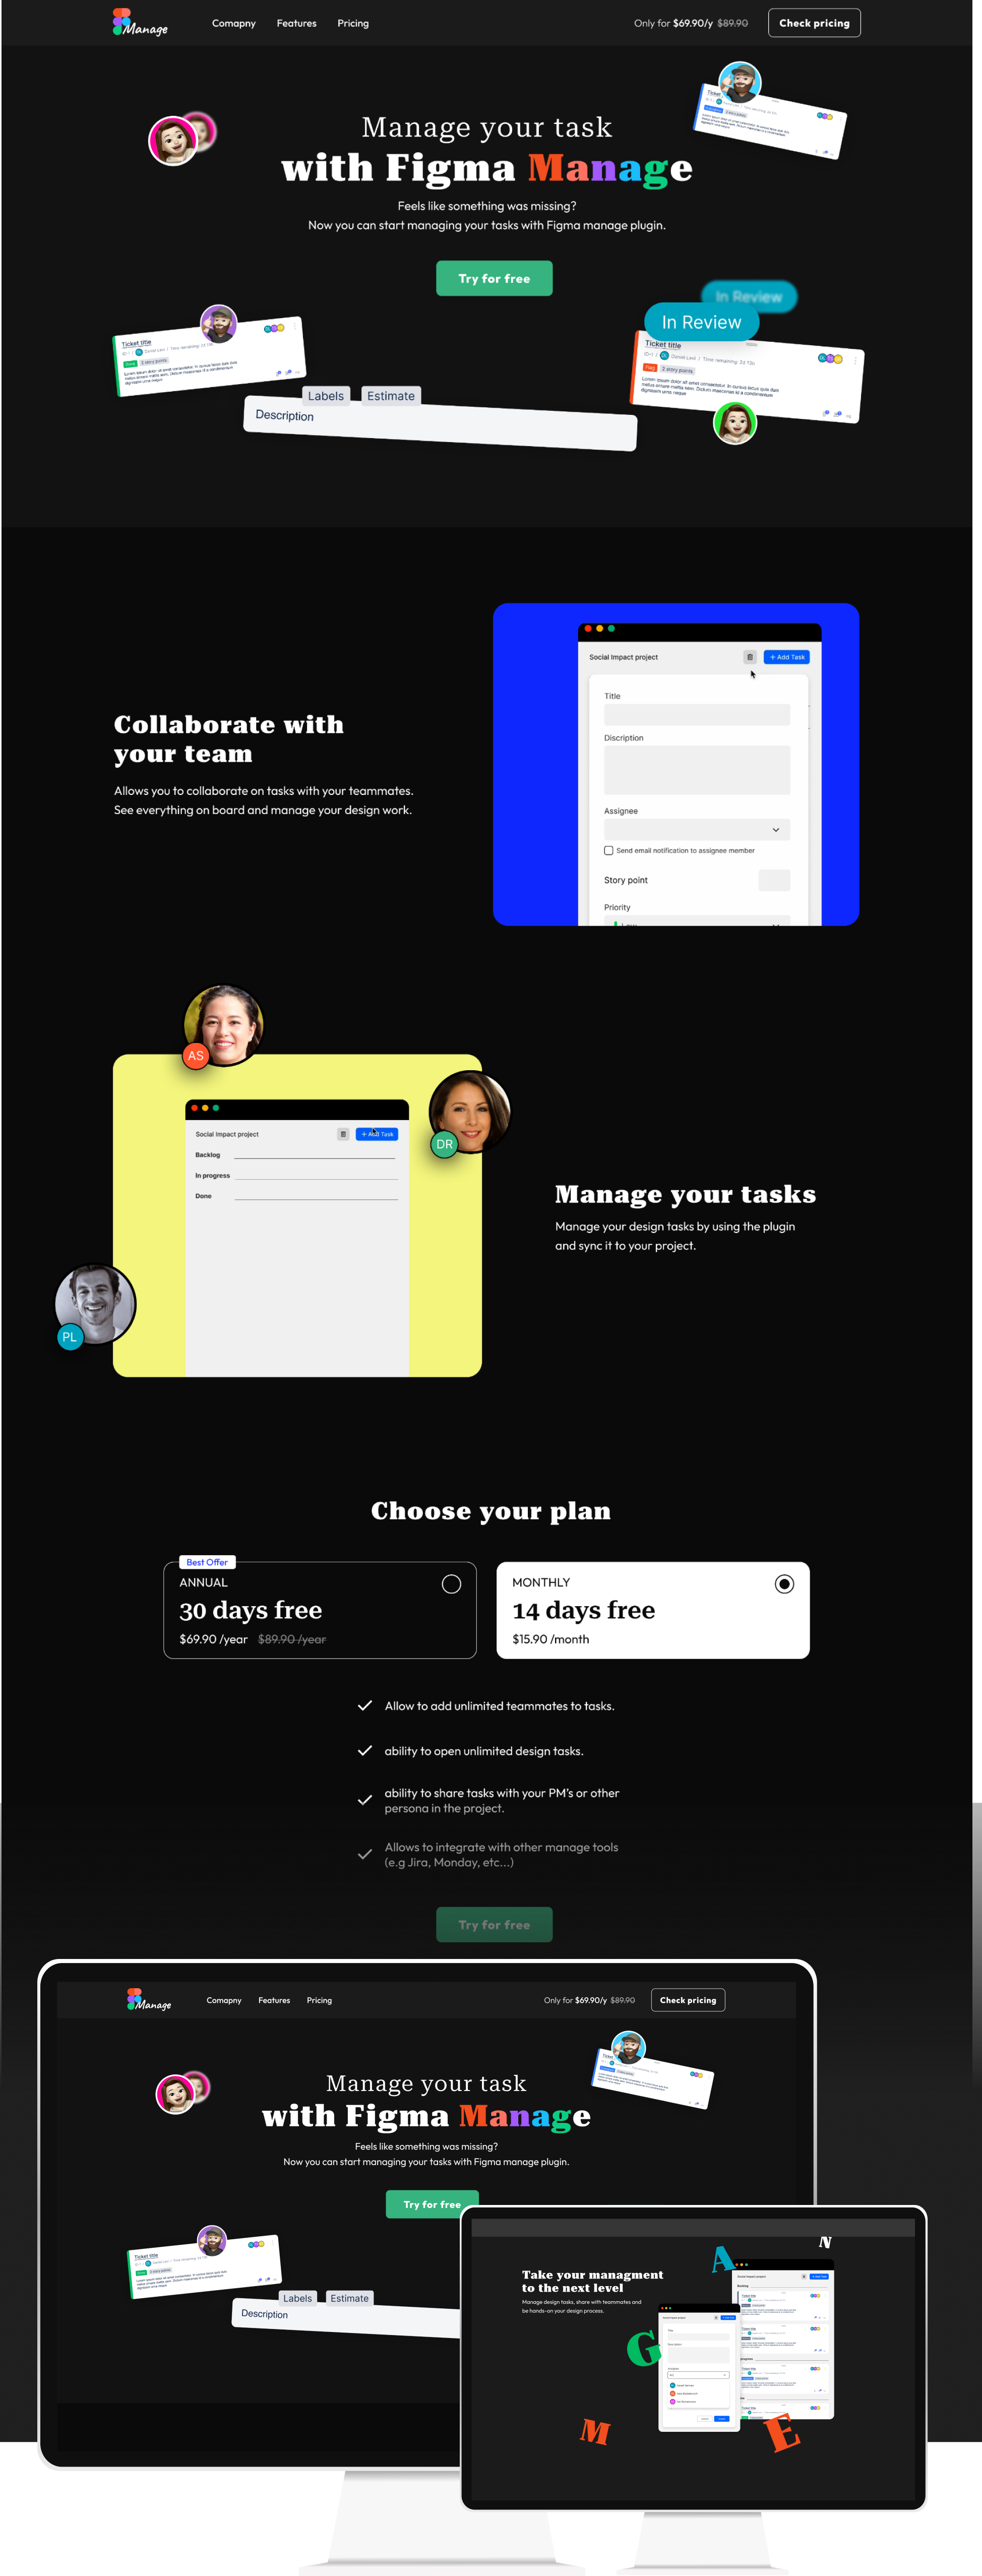 Manage
Comapny Features Pricing
Only for $69.90/y $89.90
Check pricing
Manage your task
with Figma Manage
Feels like something was missing?
Now you can start managing your tasks with Figma manage plugin.
Try for free
In Review
In Review
Ticket title
2 story points
Labels Estimate
Description
Ticket title
Flag 2 story points
Collaborate with
your team
Allows you to collaborate on tasks with your teammates.
See everything on board and manage your design work.
Social Impact project
+ Add Task
Title
Discription
Assignee
Send email notification to assignee member
Story point
Priority
AS
DR
PL
Social impact project
+ Add Task
Backlog
In progress
Done
Manage your tasks
Manage your design tasks by using the plugin
and sync it to your project.
Choose your plan
Best Offer
ANNUAL
30 days free
$69.90 /year $89.90 /year
MONTHLY
14 days free
$15.90 /month
Allow to add unlimited teammates to tasks.
ability to open unlimited design tasks.
ability to share tasks with your PM's or other
persona in the project.
Allows to integrate with other manage tools
(e.g Jira, Monday, etc...)
Try for free
Manage
Comapny Features Pricing
Only for $69.90/y $89.90
Check pricing
Manage your task
with Figma Manage
Feels like something was missing?
Now you can start managing your tasks with Figma manage plugin.
Try for free
Ticket title
Labels Estimate
Description
Take your managment
to the next level
Manage design tasks, share with teammates and
be hands-on your design process.
A
N
G
M
E